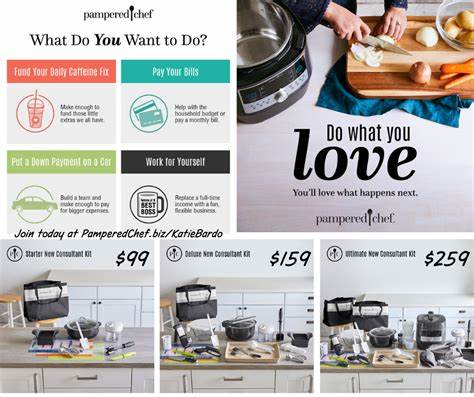 pampered chef
What Do You Want to Do?
Fund Your Daily Caffeine Fix
Make enough to
fund those little
extras we all have.
Pay Your Bills
Help with the
household budget or
pay a monthly bill.
Put a Down Payment on a Car
Build a team and
make enough to pay
for bigger expenses.
Work for Yourself
WORLD'S
BEST
BOSS
Replace a full-time
income with a fun,
flexible business.
Join today at PamperedChef.biz/KatieBardo
Do what you
love
You'll love what happens next.
pampered chef.
Starter New Consultant Kit
$99
Deluxe New Consultant Kit
$159
Ultimate New Consultant Kit
$259